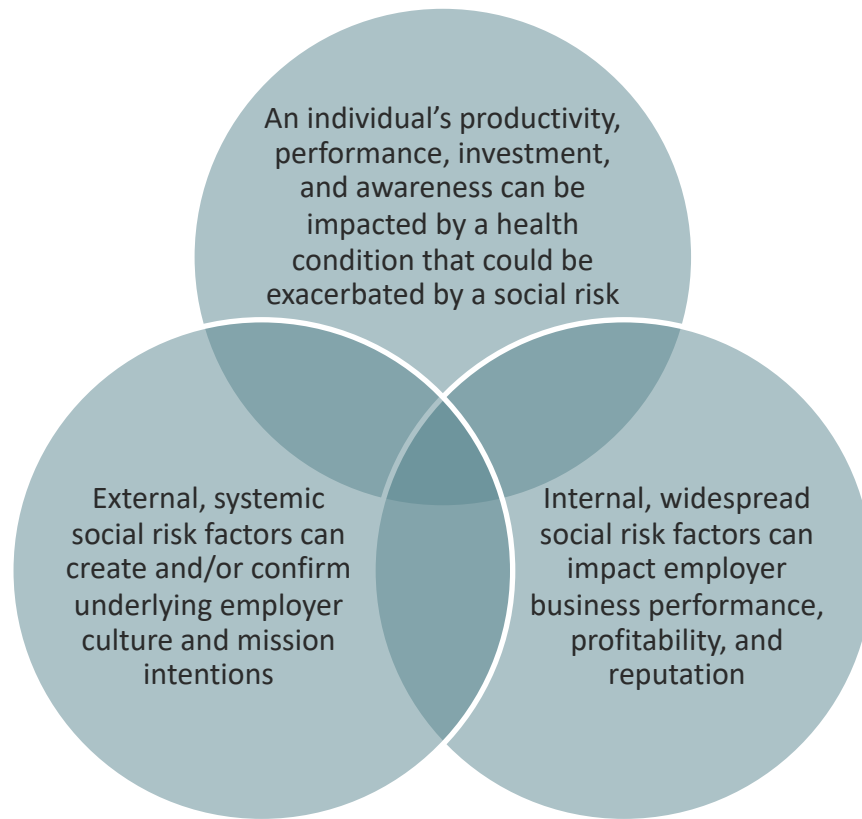 An individual’s productivity,
performance, investment,
and awareness can be
impacted by a health
condition that could be
exacerbated by a social risk
External, systemic
social risk factors can
create and/or confirm
underlying employer
culture and mission
intentions
Internal, widespread
social risk factors can
impact employer
business performance,
profitability, and
reputation